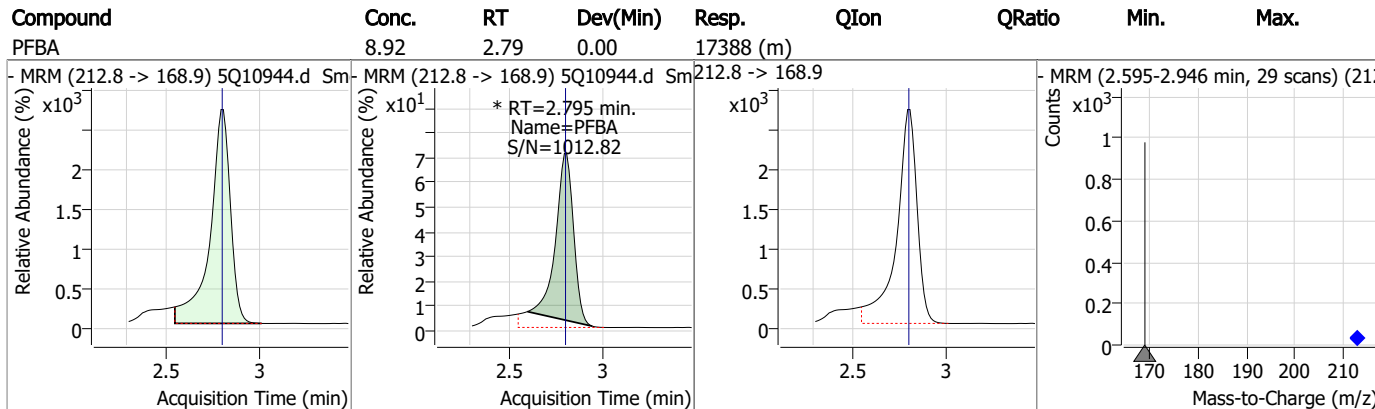 Compound Conc. RT Dev(Min) Resp. QIon QRatio Min. Max.
PFBA 8.92 2.79 0.00 17388 (m)
- MRM (212.8 -> 168.9) 5Q10944.d Sm
x10³
2
1.5
1
0.5
0
2.5 3
Relative Abundance (%)
Acquisition Time (min)
- MRM (212.8 -> 168.9) 5Q10944.d Sm
x10¹
* RT=2.795 min.
Name=PFBA
S/N=1012.82
7
6
5
4
3
2
1
0
2.5 3
Relative Abundance (%)
Acquisition Time (min)
212.8 -> 168.9
x10³
2
1.5
1
0.5
0
2.5 3
Acquisition Time (min)
- MRM (2.595-2.946 min, 29 scans) (212
x10³
1
0.8
0.6
0.4
0.2
0
170 180 190 200 210
Counts
Mass-to-Charge (m/z)